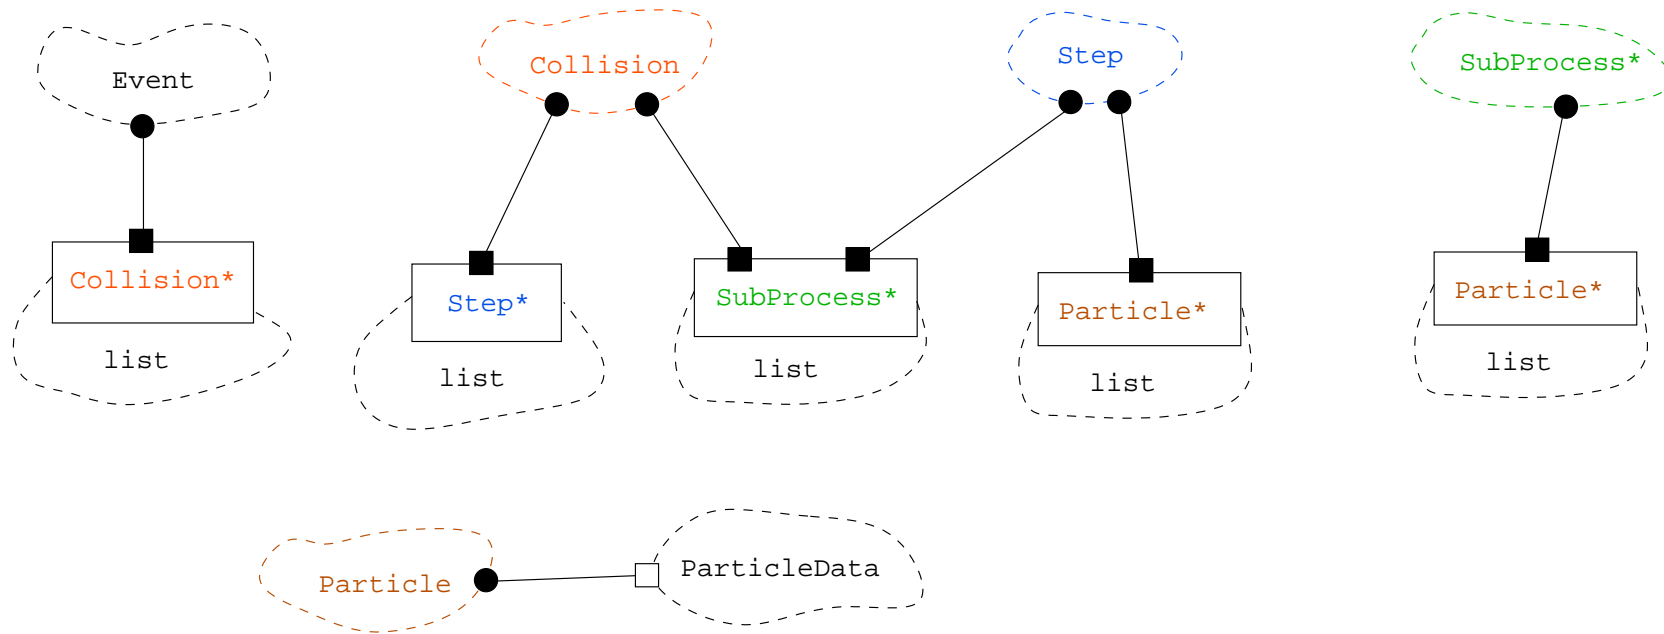 Event
Collision
Step
SubProcess*
Collision*
list
Step*
list
SubProcess*
list
Particle*
list
Particle*
list
Particle
ParticleData